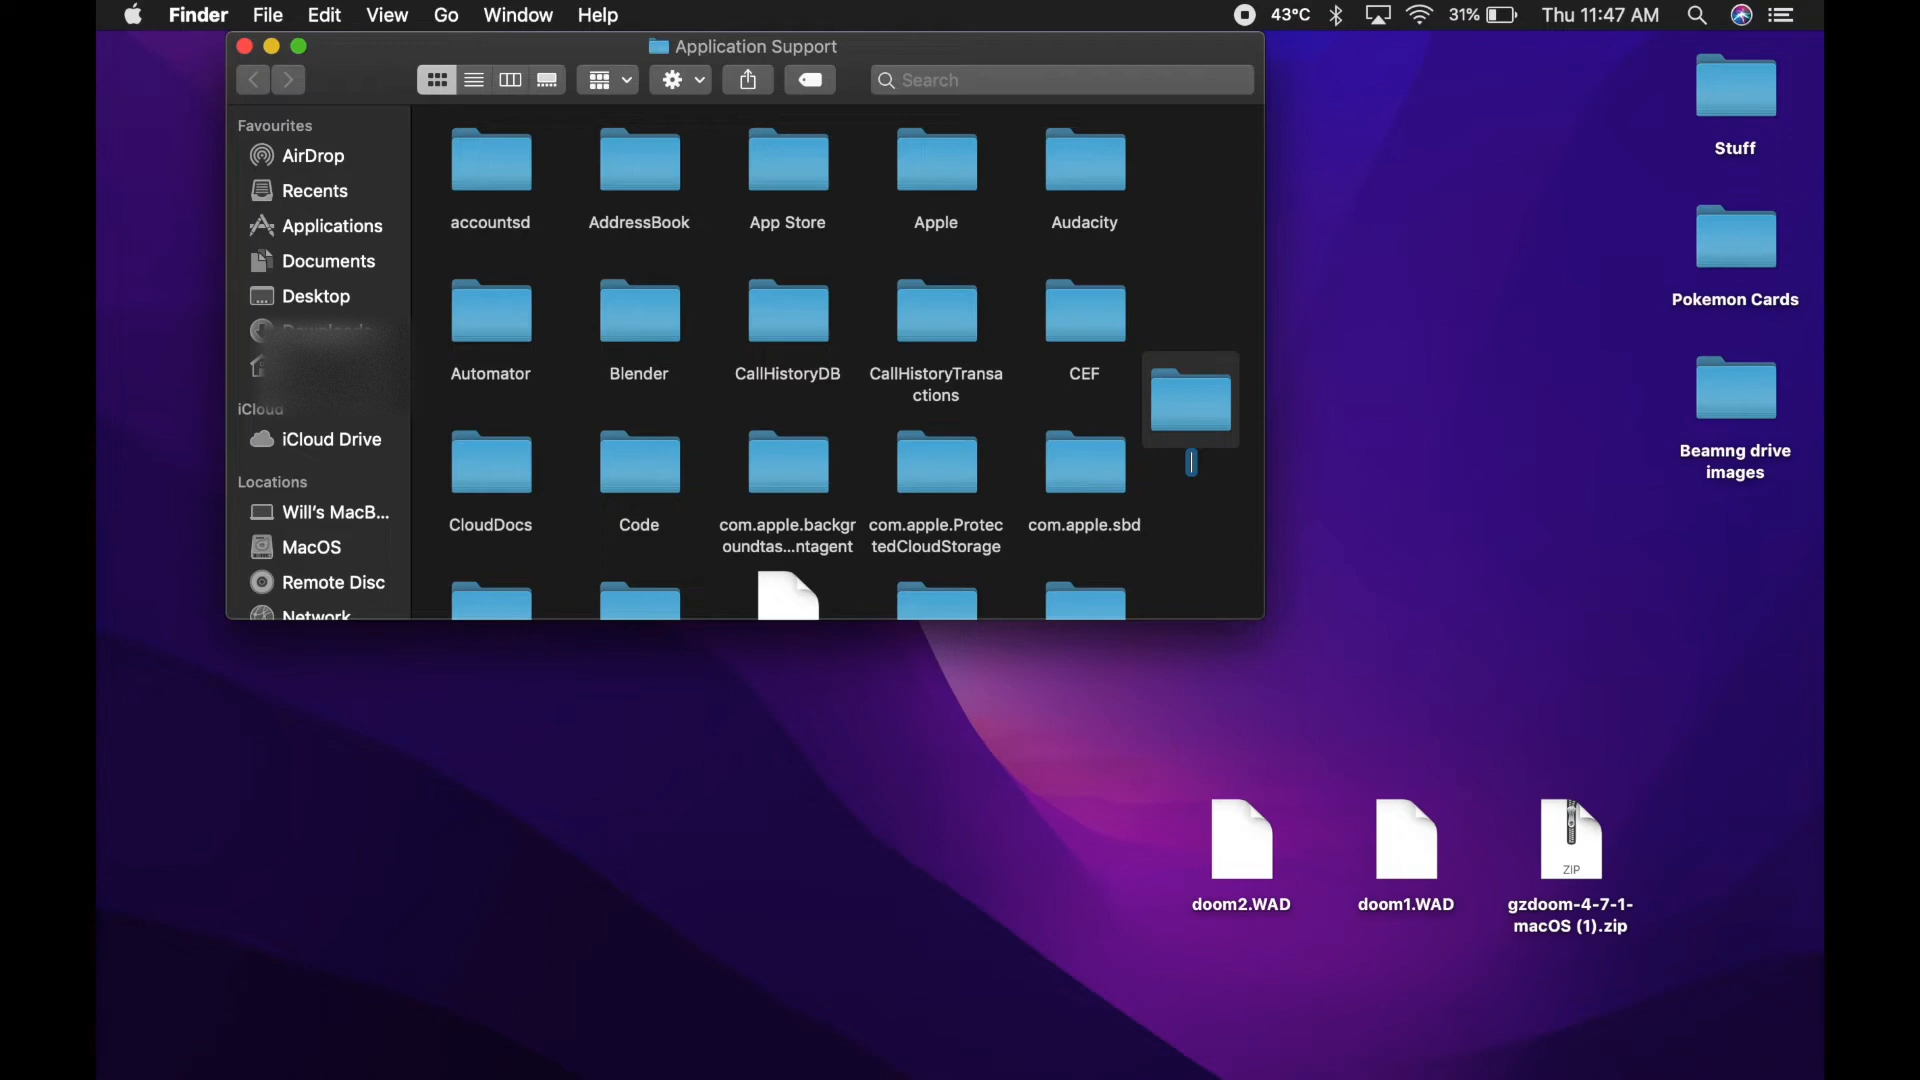 Finder File Edit View Go Window Help 43°C 31% Thu 11:47 AM
Application Support
Search
Favourites
AirDrop
Recents
Applications
Documents
Desktop
Downloads
iCloud
iCloud Drive
Locations
Will's MacB...
MacOS
Remote Disc
Network
accountsd
AddressBook
App Store
Apple
Audacity
Automator
Blender
CallHistoryDB
CallHistoryTransa
ctions
CEF
CloudDocs
Code
com.apple.backgr
oundtas...ntagent
com.apple.Protec
tedCloudStorage
com.apple.sbd
Stuff
Pokemon Cards
Beamng drive
images
doom2.WAD
doom1.WAD
ZIP
gzdoom-4-7-1-
macOS (1).zip